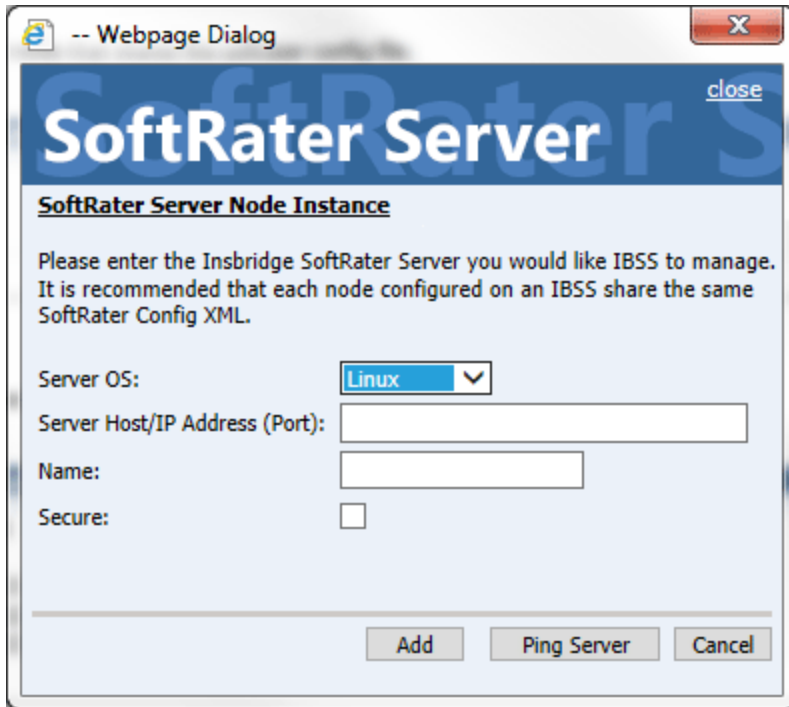 -- Webpage Dialog
close
SoftRater Server
SoftRater Server Node Instance
Please enter the Insbridge SoftRater Server you would like IBSS to manage.
It is recommended that each node configured on an IBSS share the same
SoftRater Config XML.
Server OS: Linux
Server Host/IP Address (Port):
Name:
Secure:
Add Ping Server Cancel